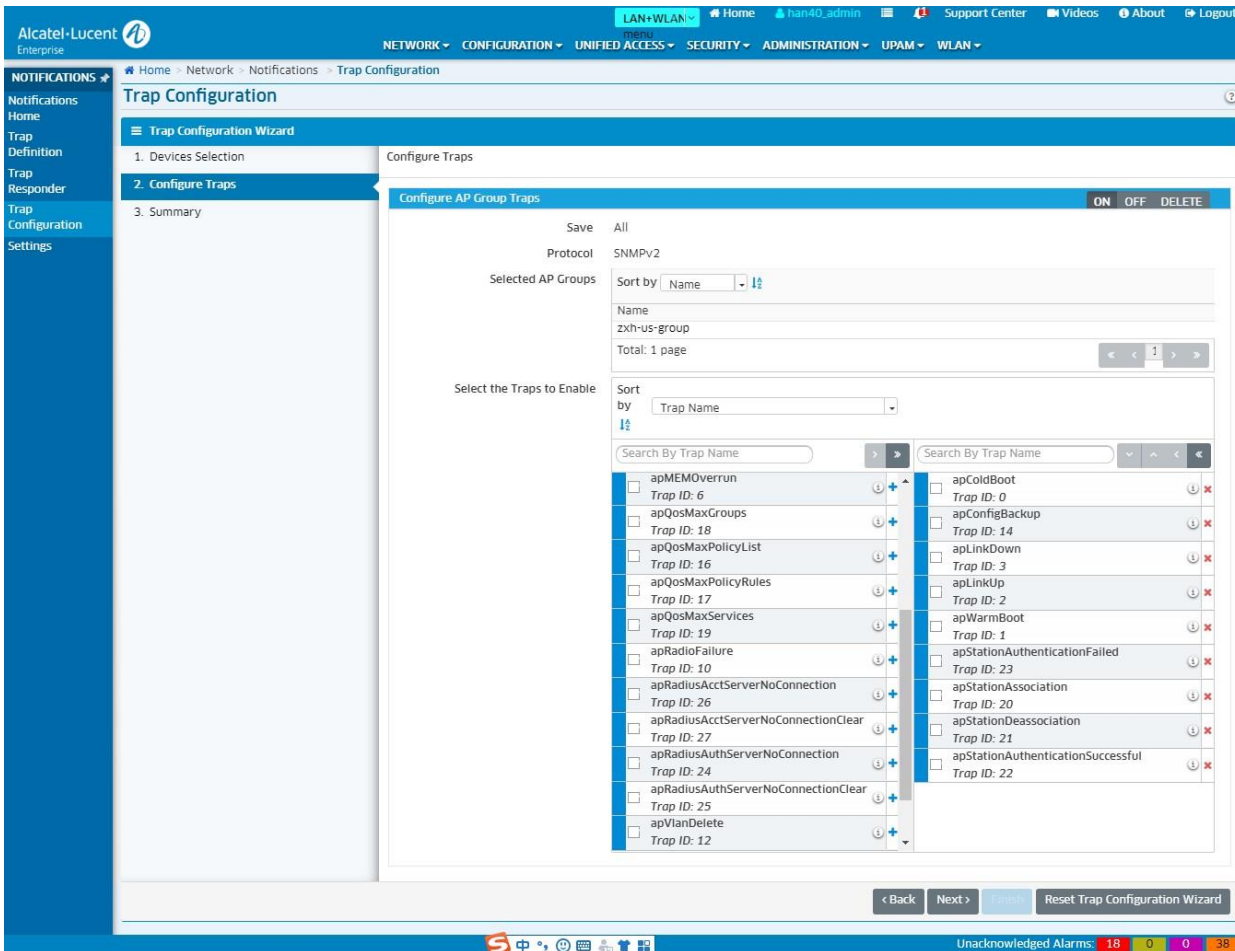 LAN+WLAN
menu
Home
han40_admin
Support Center
Videos
About
Logout
Alcatel-Lucent
Enterprise
NETWORK
CONFIGURATION
UNIFIED ACCESS
SECURITY
ADMINISTRATION
UPAM
WLAN
NOTIFICATIONS
Notifications
Home
Trap
Definition
Trap
Responder
Trap
Configuration
Settings
Home > Network > Notifications > Trap Configuration
Trap Configuration
Trap Configuration Wizard
1. Devices Selection
2. Configure Traps
3. Summary
Configure Traps
Configure AP Group Traps
ON OFF DELETE
Save All
Protocol SNMPv2
Selected AP Groups
Sort by Name
Name
zxh-us-group
Total: 1 page
« < 1 > »
Select the Traps to Enable
Sort
by Trap Name
Search By Trap Name
apMEMOverrun
Trap ID: 6
apQosMaxGroups
Trap ID: 18
apQosMaxPolicyList
Trap ID: 16
apQosMaxPolicyRules
Trap ID: 17
apQosMaxServices
Trap ID: 19
apRadioFailure
Trap ID: 10
apRadiusAcctServerNoConnection
Trap ID: 26
apRadiusAcctServerNoConnectionClear
Trap ID: 27
apRadiusAuthServerNoConnection
Trap ID: 24
apRadiusAuthServerNoConnectionClear
Trap ID: 25
apVlanDelete
Trap ID: 12
Search By Trap Name
apColdBoot
Trap ID: 0
apConfigBackup
Trap ID: 14
apLinkDown
Trap ID: 3
apLinkUp
Trap ID: 2
apWarmBoot
Trap ID: 1
apStationAuthenticationFailed
Trap ID: 23
apStationAssociation
Trap ID: 20
apStationDeassociation
Trap ID: 21
apStationAuthenticationSuccessful
Trap ID: 22
< Back
Next >
Finish
Reset Trap Configuration Wizard
中
Unacknowledged Alarms: 18 0 0 38